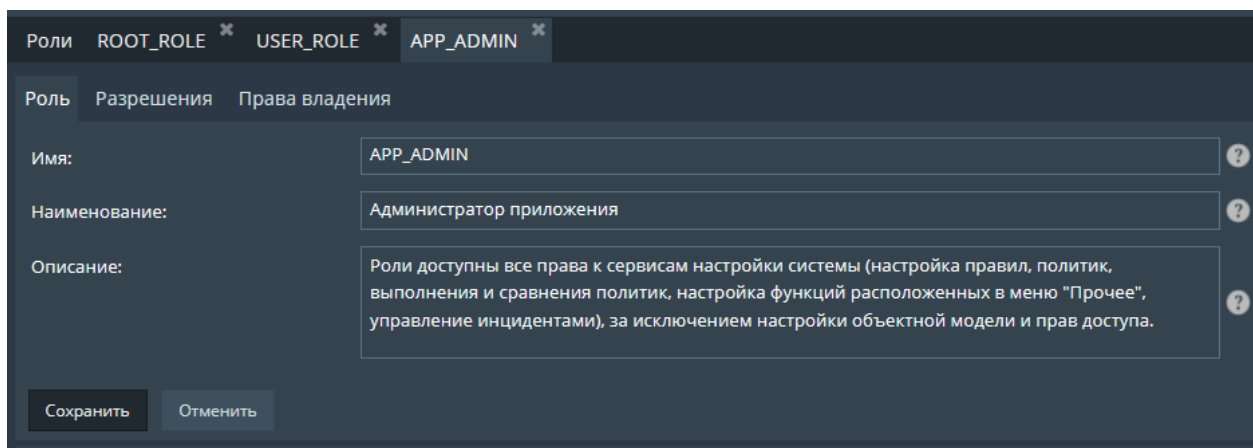 Роли ROOT_ROLE USER_ROLE APP_ADMIN
Роль Разрешения Права владения
Имя: APP_ADMIN
Наименование: Администратор приложения
Описание: Роли доступны все права к сервисам настройки системы (настройка правил, политик,
выполнения и сравнения политик, настройка функций расположенных в меню "Прочее",
управление инцидентами), за исключением настройки объектной модели и прав доступа.
Сохранить Отменить